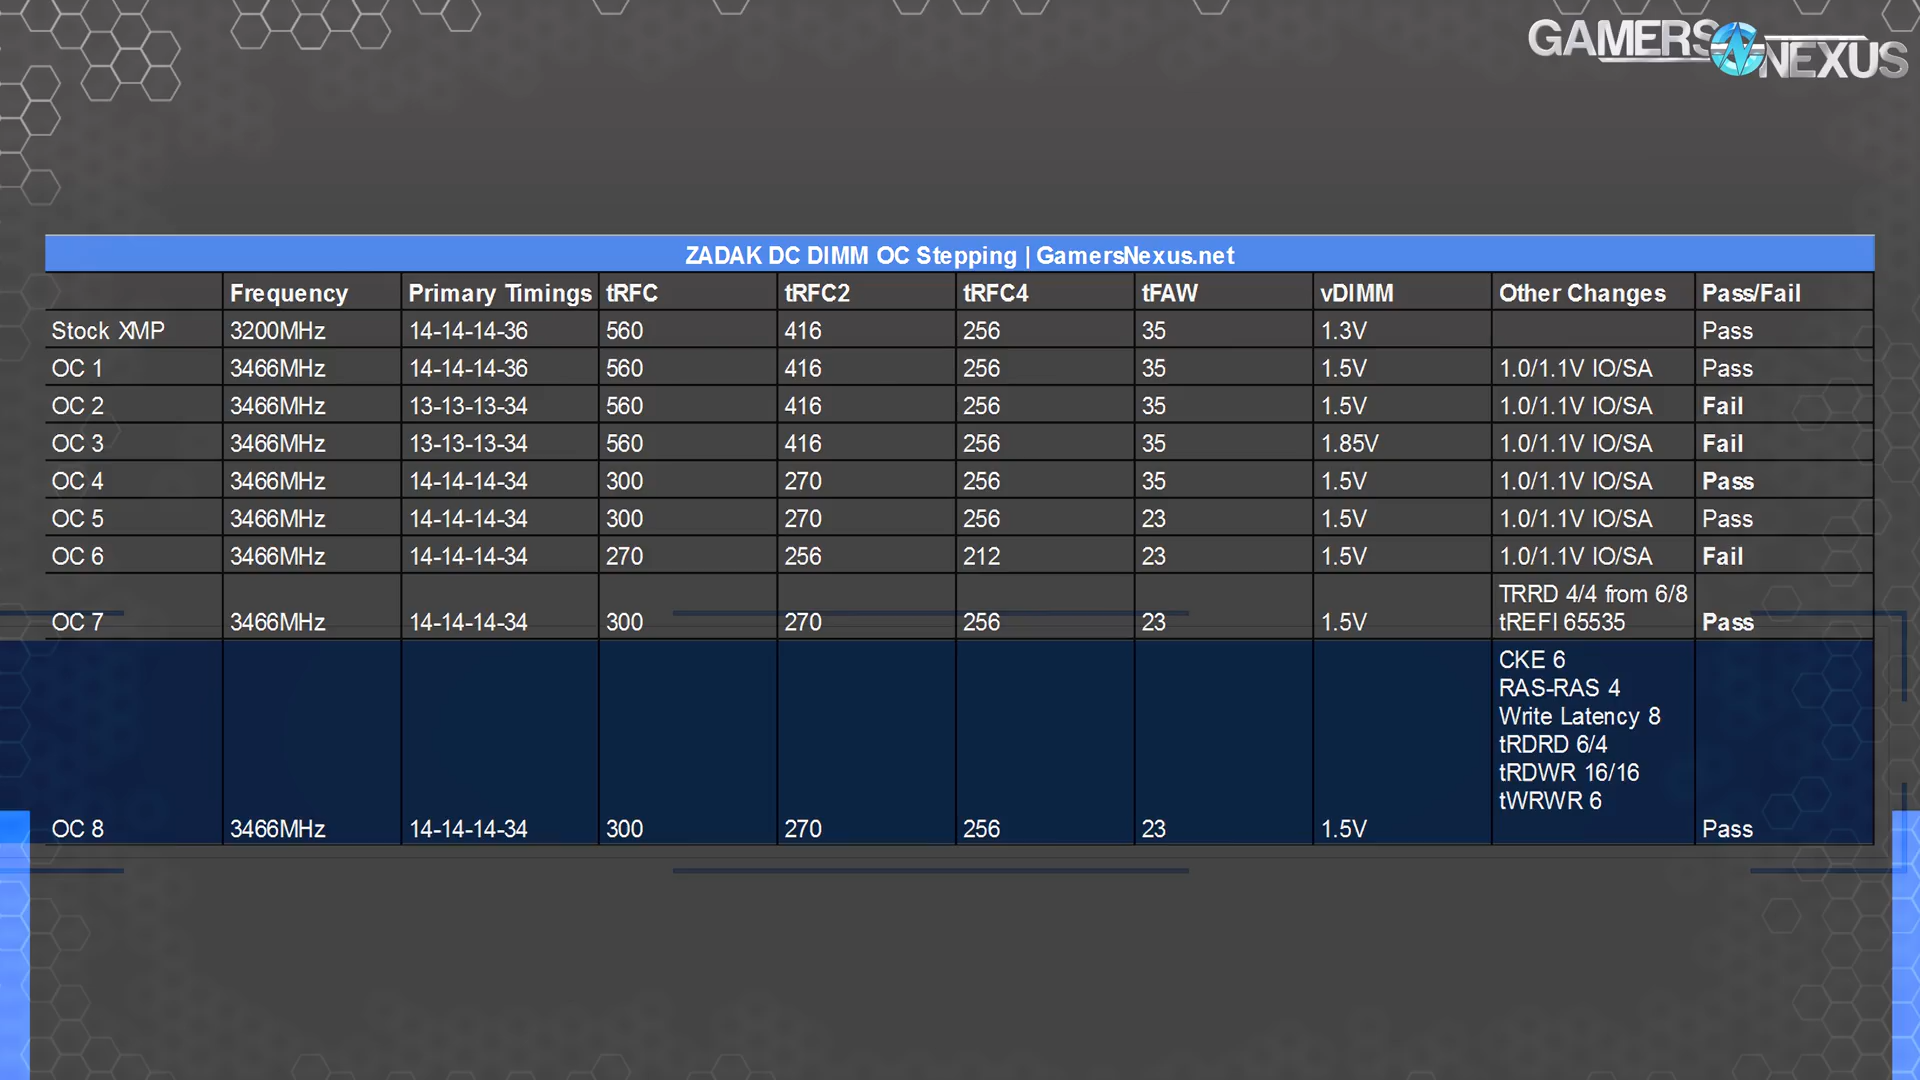 GAMERS NEXUS
ZADAK DC DIMM OC Stepping | GamersNexus.net
Frequency Primary Timings tRFC tRFC2 tRFC4 tFAW vDIMM Other Changes Pass/Fail
Stock XMP 3200MHz 14-14-14-36 560 416 256 35 1.3V Pass
OC 1 3466MHz 14-14-14-36 560 416 256 35 1.5V 1.0/1.1V IO/SA Pass
OC 2 3466MHz 13-13-13-34 560 416 256 35 1.5V 1.0/1.1V IO/SA Fail
OC 3 3466MHz 13-13-13-34 560 416 256 35 1.85V 1.0/1.1V IO/SA Fail
OC 4 3466MHz 14-14-14-34 300 270 256 35 1.5V 1.0/1.1V IO/SA Pass
OC 5 3466MHz 14-14-14-34 300 270 256 23 1.5V 1.0/1.1V IO/SA Pass
OC 6 3466MHz 14-14-14-34 270 256 212 23 1.5V 1.0/1.1V IO/SA Fail
TRRD 4/4 from 6/8
OC 7 3466MHz 14-14-14-34 300 270 256 23 1.5V tREFI 65535 Pass
CKE 6
RAS-RAS 4
Write Latency 8
tRDRD 6/4
tRDWR 16/16
tWRWR 6
OC 8 3466MHz 14-14-14-34 300 270 256 23 1.5V Pass